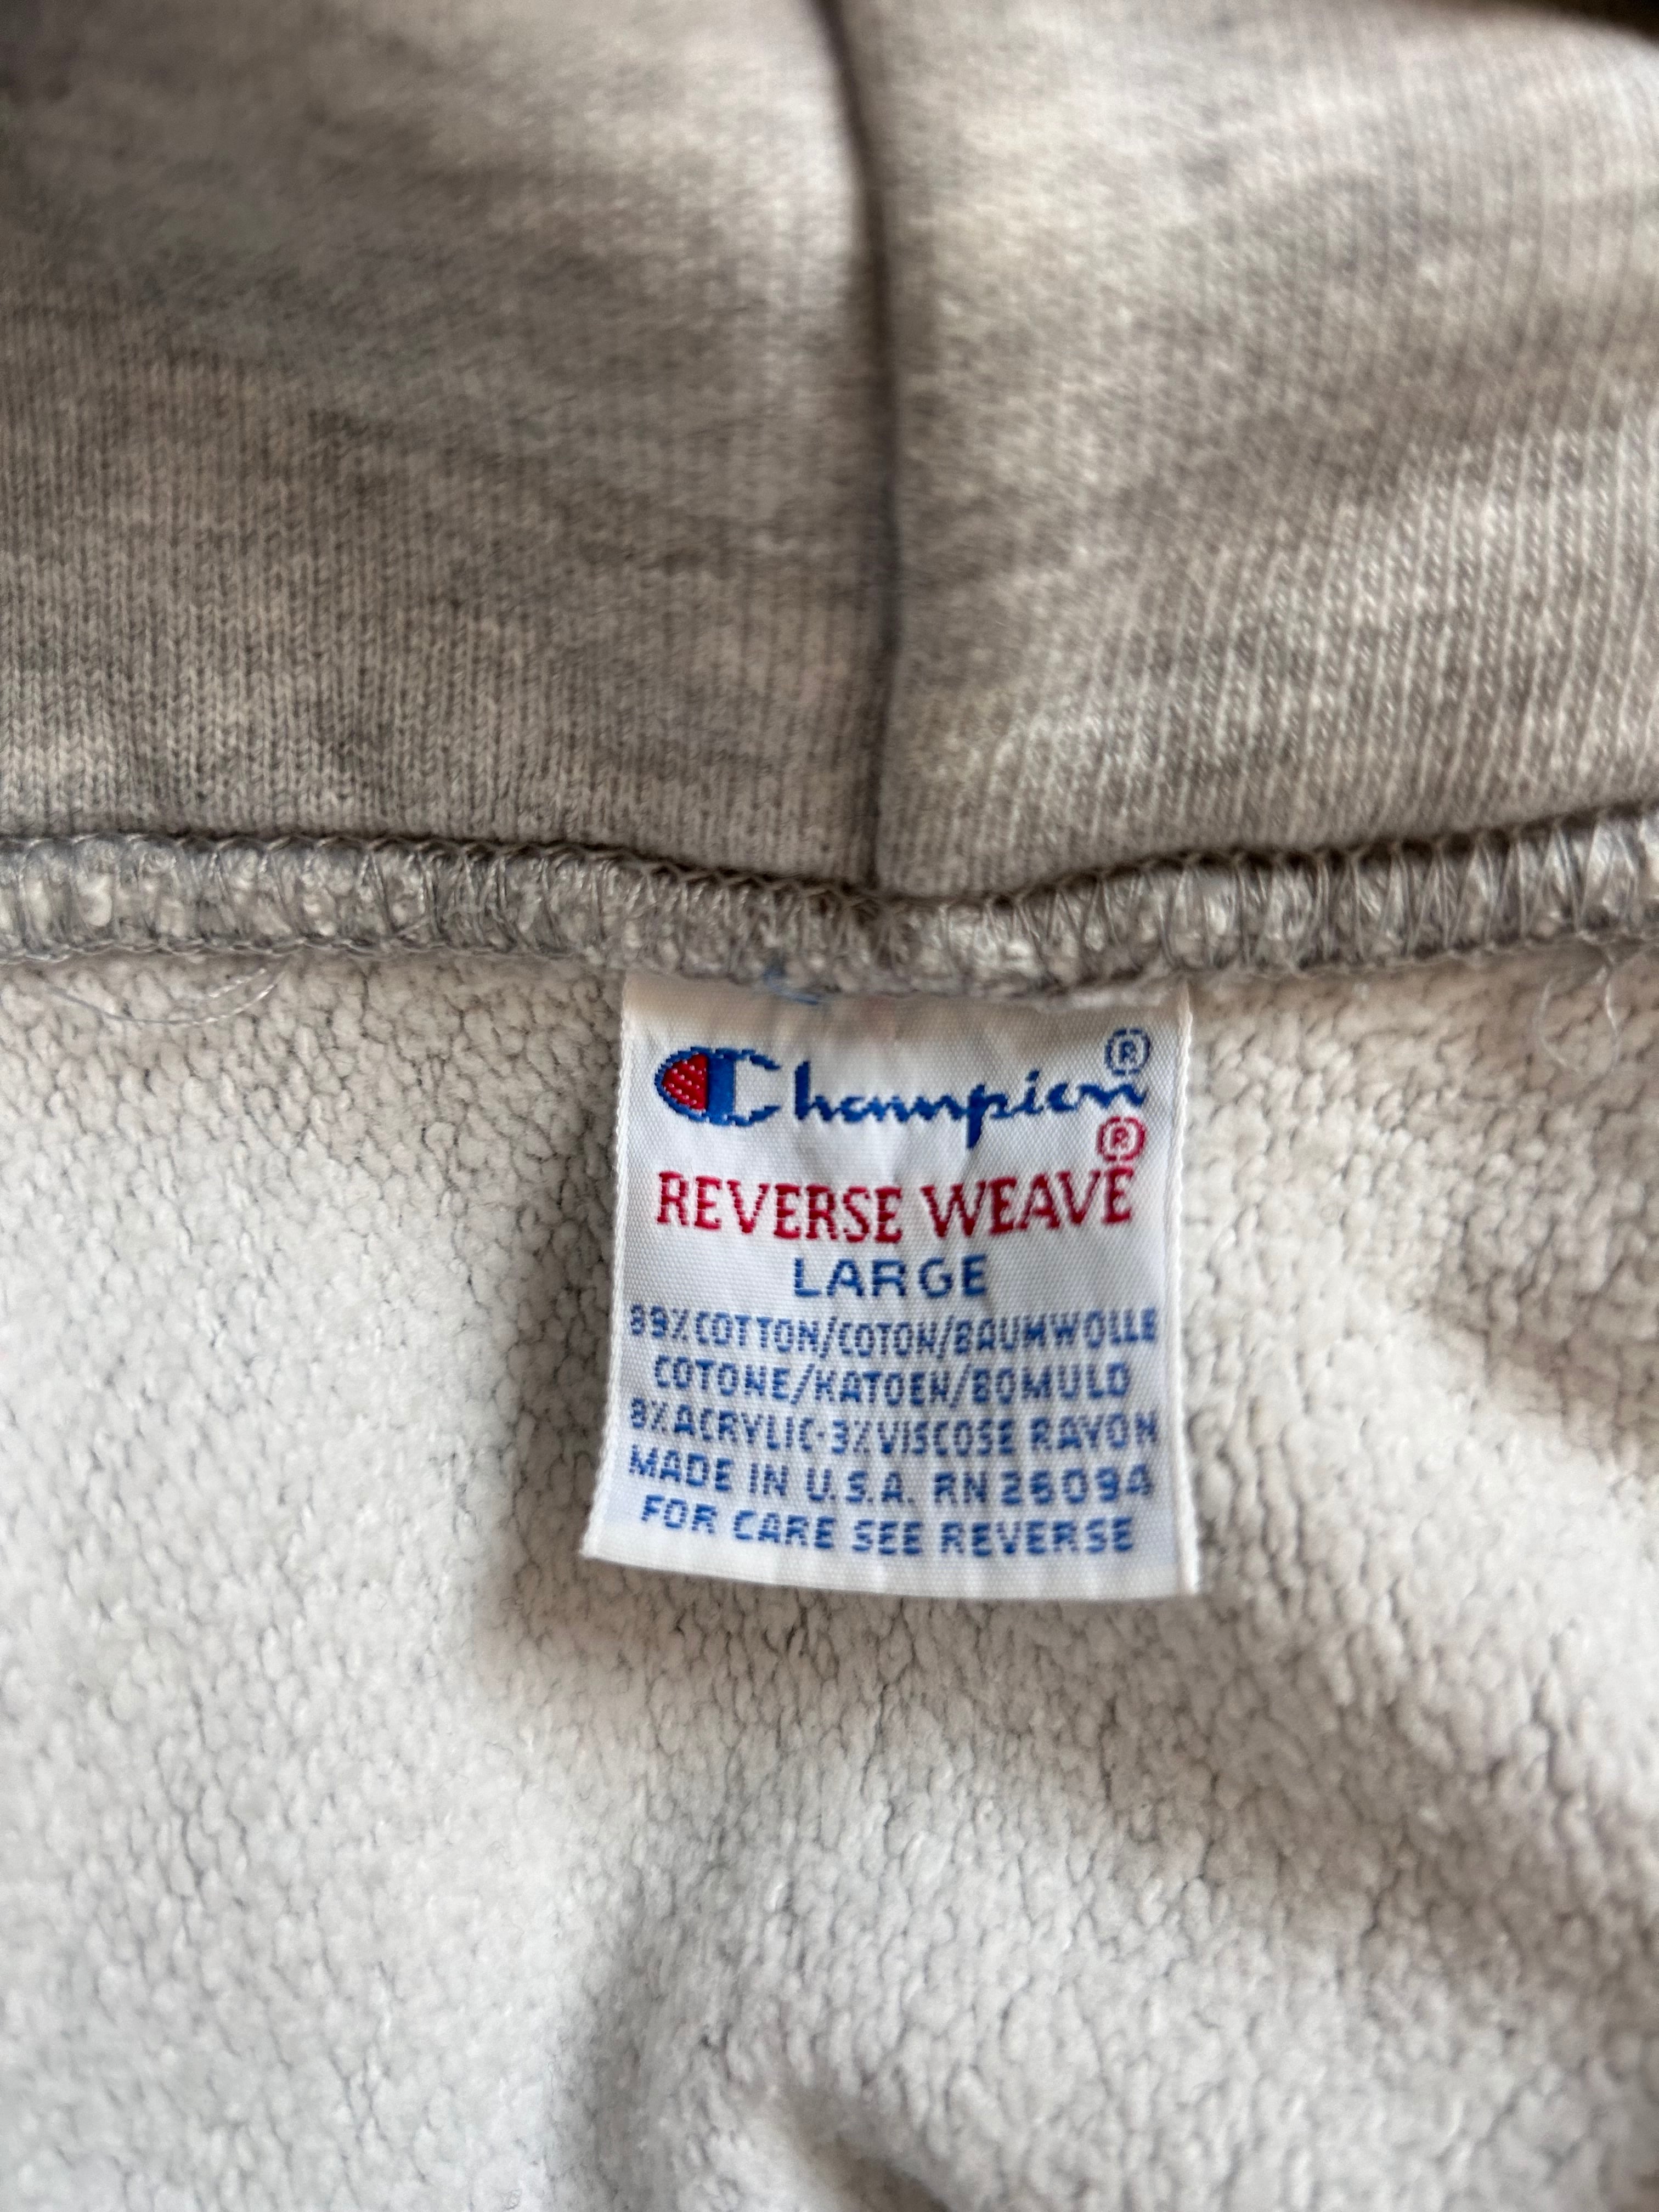 Champion®
REVERSE WEAVE®
LARGE
89% COTTON/COTON/BAUMWOLLE
COTONE/KATOEN/BOMULD
8% ACRYLIC-3% VISCOSE RAYON
MADE IN U.S.A. RN 26094
FOR CARE SEE REVERSE